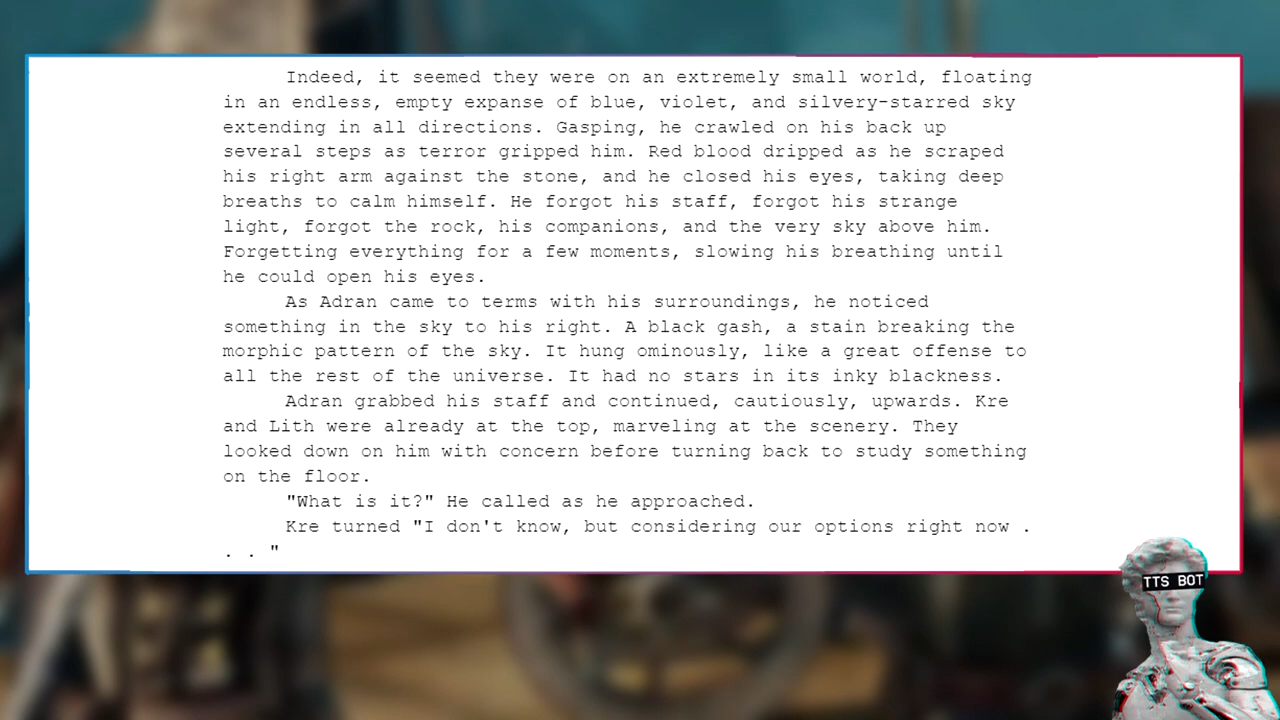 Indeed, it seemed they were on an extremely small world, floating
in an endless, empty expanse of blue, violet, and silvery-starred sky
extending in all directions. Gasping, he crawled on his back up
several steps as terror gripped him. Red blood dripped as he scraped
his right arm against the stone, and he closed his eyes, taking deep
breaths to calm himself. He forgot his staff, forgot his strange
light, forgot the rock, his companions, and the very sky above him.
Forgetting everything for a few moments, slowing his breathing until
he could open his eyes.
As Adran came to terms with his surroundings, he noticed
something in the sky to his right. A black gash, a stain breaking the
morphic pattern of the sky. It hung ominously, like a great offense to
all the rest of the universe. It had no stars in its inky blackness.
Adran grabbed his staff and continued, cautiously, upwards. Kre
and Lith were already at the top, marveling at the scenery. They
looked down on him with concern before turning back to study something
on the floor.
"What is it?" He called as he approached.
Kre turned "I don't know, but considering our options right now .
. . "
TTS BOT